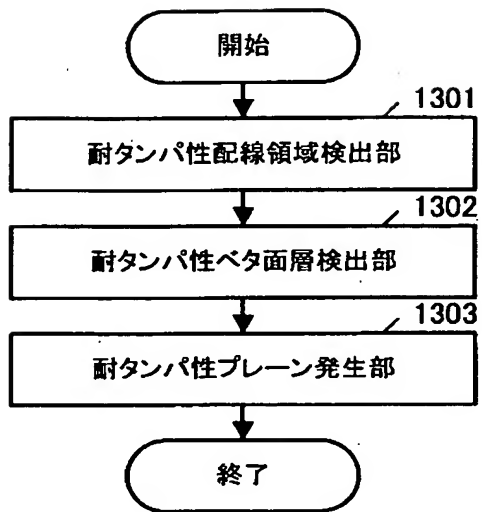 開始
1301
耐タンパ性配線領域検出部
1302
耐タンパ性ベタ面層検出部
1303
耐タンパ性プレーン発生部
終了